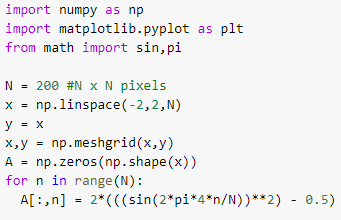 import numpy as np
import matplotlib.pyplot as plt
from math import sin,pi

N = 200 #N x N pixels
x = np.linspace(-2,2,N)
y = x
x,y = np.meshgrid(x,y)
A = np.zeros(np.shape(x))
for n in range(N):
  A[:,n] = 2*(((sin(2*pi*4*n/N))**2) - 0.5)